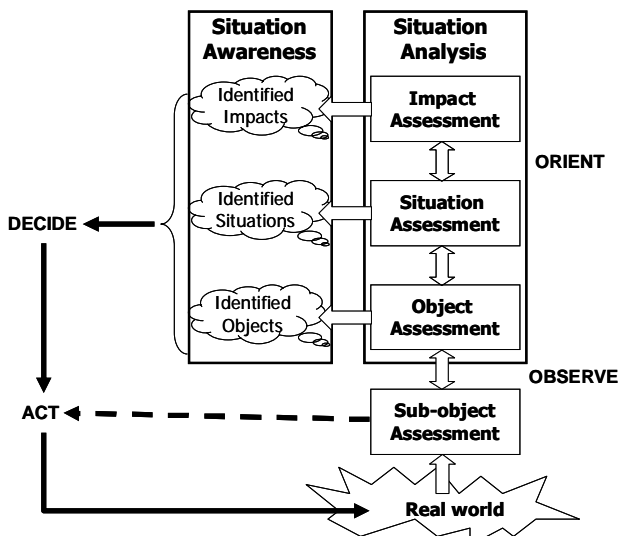 Situation
Awareness
Situation
Analysis
Identified
Impacts
Impact
Assessment
ORIENT
Identified
Situations
Situation
Assessment
DECIDE
Identified
Objects
Object
Assessment
OBSERVE
ACT
Sub-object
Assessment
Real world